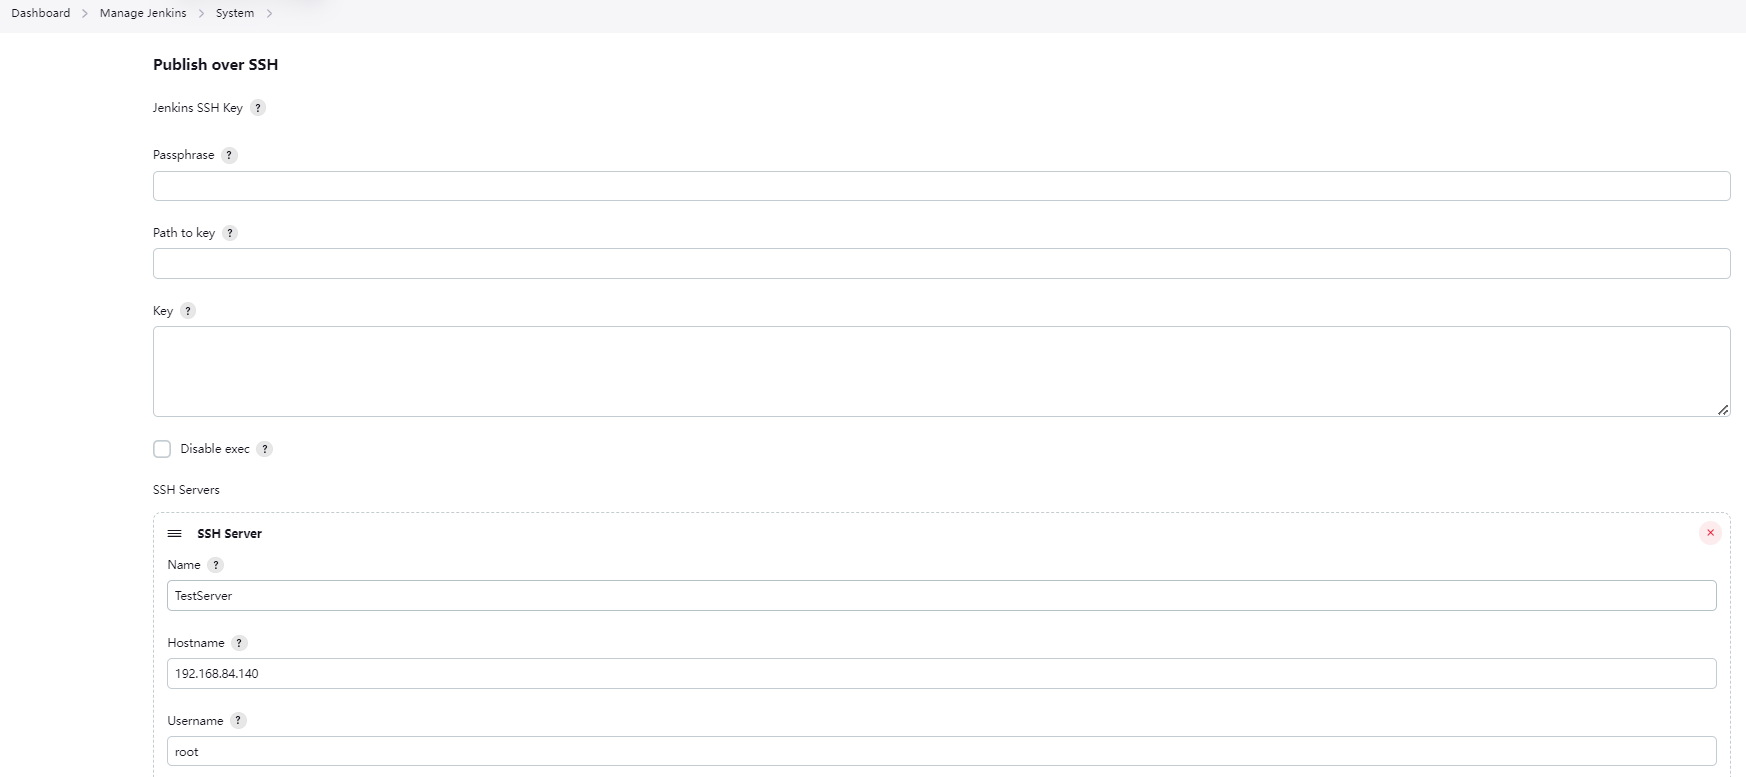 Dashboard > Manage Jenkins > System >
Publish over SSH
Jenkins SSH Key ?
Passphrase ?
Path to key ?
Key ?
Disable exec ?
SSH Servers
SSH Server
Name ?
TestServer
Hostname ?
192.168.84.140
Username ?
root